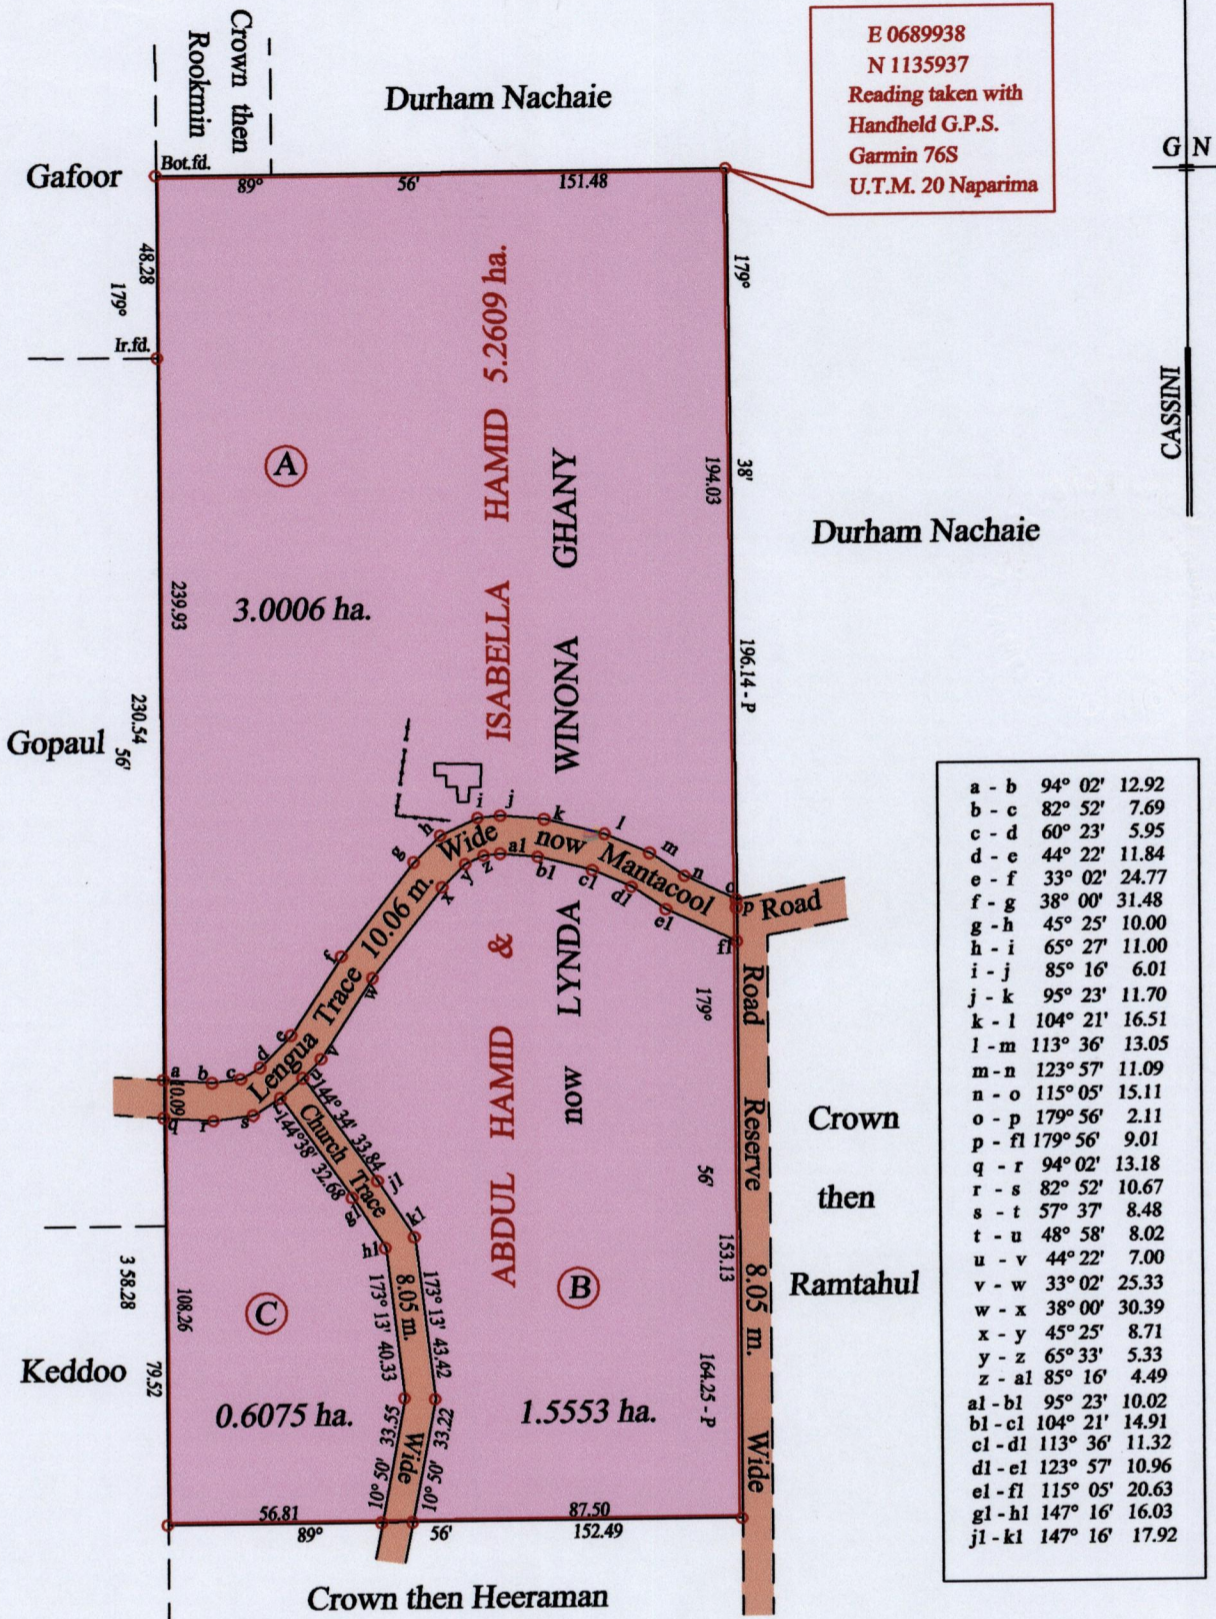 Crown then
Rookmin
Durham Nachaie
E 0689938
N 1135937
Reading taken with
Handheld G.P.S.
Garmin 76S
U.T.M. 20 Naparima
G N
CASSINI
Gafoor
Bot.fd.
89° 56' 151.48
48.28
179°
Ir.fd.
179°
38'
194.03
196.14 - P
Durham Nachaie
A
3.0006 ha.
239.93
230.54
56'
Gopaul
ABDUL HAMID & ISABELLA HAMID 5.2609 ha.
now LYNDA WINONA GHANY
Lengua Trace 10.06 m. Wide now Mantacool Road
a
b
c
d
e
f
g
h
i
j
k
l
m
n
o
p
q
r
s
t
u
v
w
x
y
z
a1
b1
c1
d1
e1
f1
10.09
144° 34' 33.84
144° 38' 32.68
Church Trace 8.05 m. Wide
g1
h1
j1
k1
173° 13' 40.33
173° 13' 43.42
10° 50' 33.55
10° 50' 33.22
179°
56'
153.13
164.25 - P
Road Reserve 8.05 m. Wide
Crown
then
Ramtahul
B
1.5553 ha.
C
0.6075 ha.
3 58.28
108.26
79.52
Keddoo
56.81
87.50
89° 56' 152.49
Crown then Heeraman
a - b 94° 02' 12.92
b - c 82° 52' 7.69
c - d 60° 23' 5.95
d - e 44° 22' 11.84
e - f 33° 02' 24.77
f - g 38° 00' 31.48
g - h 45° 25' 10.00
h - i 65° 27' 11.00
i - j 85° 16' 6.01
j - k 95° 23' 11.70
k - l 104° 21' 16.51
l - m 113° 36' 13.05
m - n 123° 57' 11.09
n - o 115° 05' 15.11
o - p 179° 56' 2.11
p - f1 179° 56' 9.01
q - r 94° 02' 13.18
r - s 82° 52' 10.67
s - t 57° 37' 8.48
t - u 48° 58' 8.02
u - v 44° 22' 7.00
v - w 33° 02' 25.33
w - x 38° 00' 30.39
x - y 45° 25' 8.71
y - z 65° 33' 5.33
z - a1 85° 16' 4.49
a1 - b1 95° 23' 10.02
b1 - c1 104° 21' 14.91
c1 - d1 113° 36' 11.32
d1 - e1 123° 57' 10.96
e1 - f1 115° 05' 20.63
g1 - h1 147° 16' 16.03
j1 - k1 147° 16' 17.92